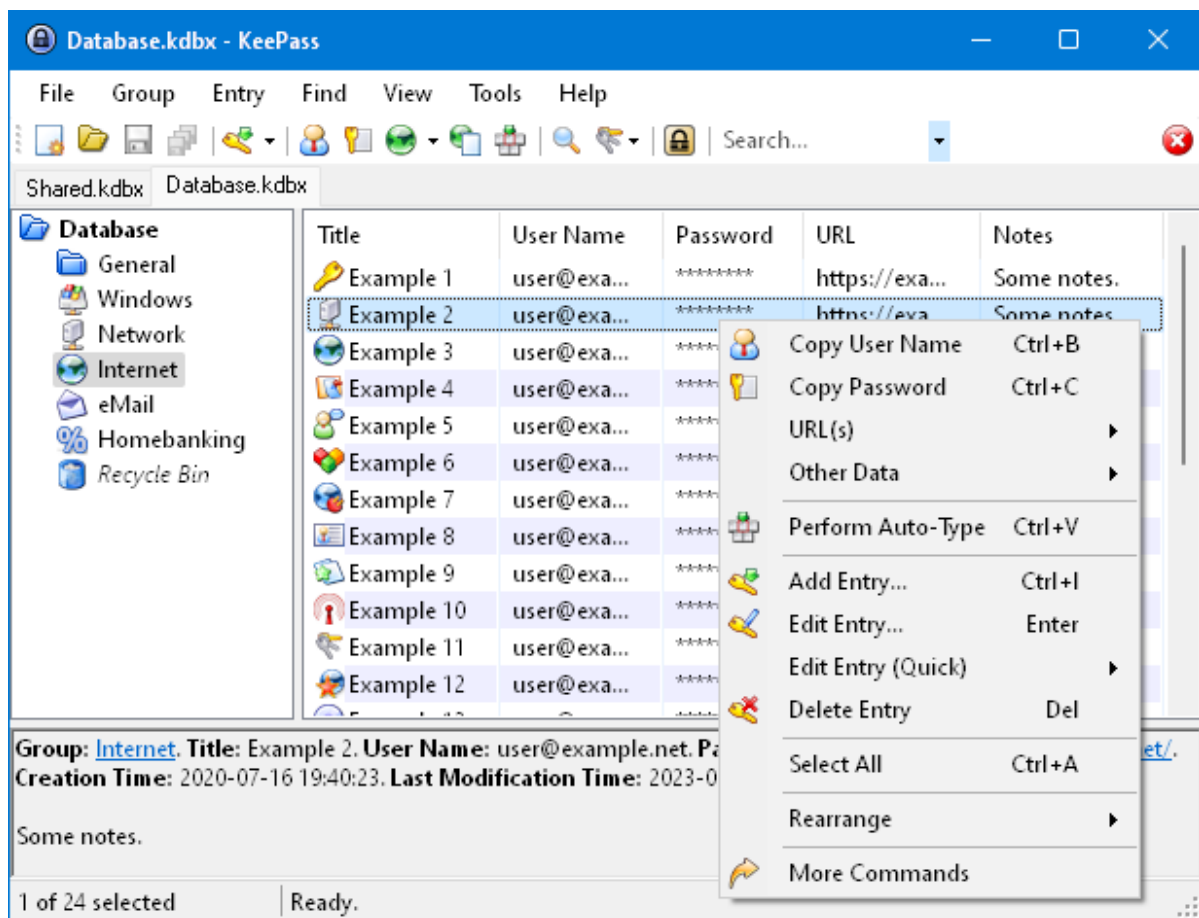 Database.kdbx - KeePass
File Group Entry Find View Tools Help
Search...
Shared.kdbx Database.kdbx
Database
General
Windows
Network
Internet
eMail
Homebanking
Recycle Bin
Title User Name Password URL Notes
Example 1 user@exa... ******** https://exa... Some notes.
Example 2 user@exa... ******** https://exa Some notes
Example 3 user@exa...
Example 4 user@exa...
Example 5 user@exa...
Example 6 user@exa...
Example 7 user@exa...
Example 8 user@exa...
Example 9 user@exa...
Example 10 user@exa...
Example 11 user@exa...
Example 12 user@exa...
Copy User Name Ctrl+B
Copy Password Ctrl+C
URL(s)
Other Data
Perform Auto-Type Ctrl+V
Add Entry... Ctrl+I
Edit Entry... Enter
Edit Entry (Quick)
Delete Entry Del
Select All Ctrl+A
Rearrange
More Commands
Group: Internet. Title: Example 2. User Name: user@example.net. et/.
Creation Time: 2020-07-16 19:40:23. Last Modification Time: 2023-0
Some notes.
1 of 24 selected Ready.